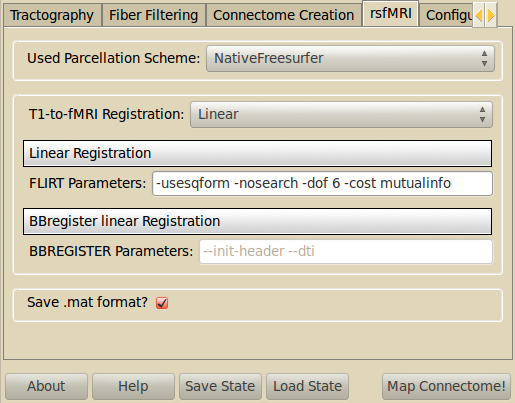 Tractography Fiber Filtering Connectome Creation rsfMRI Configu
Used Parcellation Scheme: NativeFreesurfer
T1-to-fMRI Registration: Linear
Linear Registration
FLIRT Parameters: -usesqform -nosearch -dof 6 -cost mutualinfo
BBregister linear Registration
BBREGISTER Parameters: --init-header --dti
Save .mat format?
About Help Save State Load State Map Connectome!